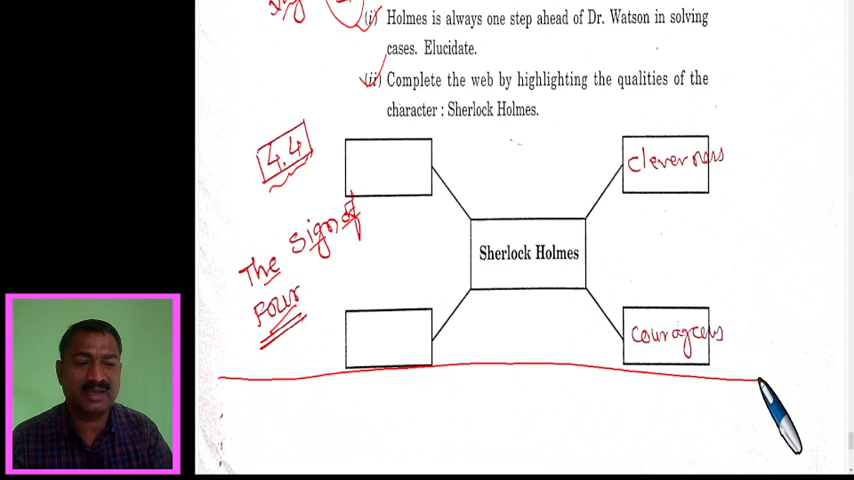 (i) Holmes is always one step ahead of Dr. Watson in solving
cases. Elucidate.
(ii) Complete the web by highlighting the qualities of the
character : Sherlock Holmes.
4.4
cleverness
The Sign of
Four
Sherlock Holmes
courageous